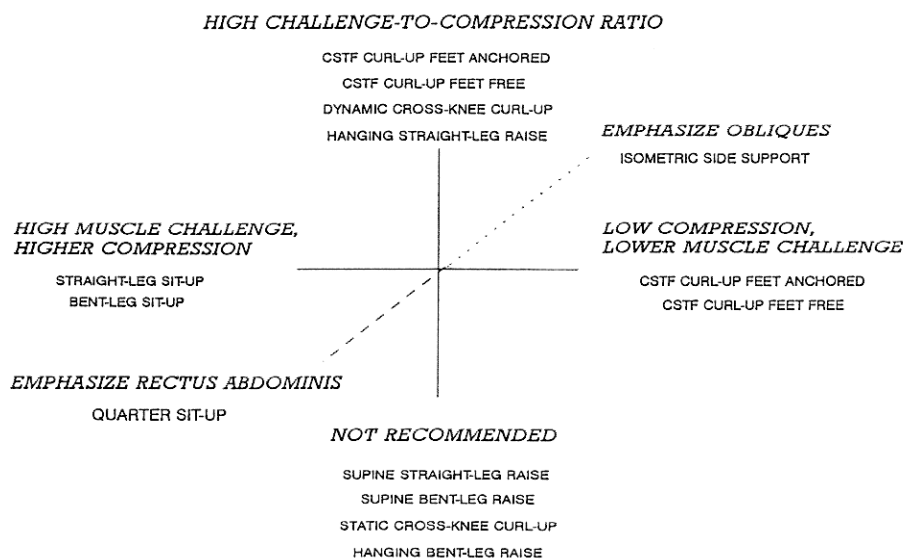 HIGH CHALLENGE-TO-COMPRESSION RATIO
CSTF CURL-UP FEET ANCHORED
CSTF CURL-UP FEET FREE
DYNAMIC CROSS-KNEE CURL-UP
HANGING STRAIGHT-LEG RAISE
EMPHASIZE OBLIQUES
ISOMETRIC SIDE SUPPORT
HIGH MUSCLE CHALLENGE,
HIGHER COMPRESSION
STRAIGHT-LEG SIT-UP
BENT-LEG SIT-UP
LOW COMPRESSION,
LOWER MUSCLE CHALLENGE
CSTF CURL-UP FEET ANCHORED
CSTF CURL-UP FEET FREE
EMPHASIZE RECTUS ABDOMINIS
QUARTER SIT-UP
NOT RECOMMENDED
SUPINE STRAIGHT-LEG RAISE
SUPINE BENT-LEG RAISE
STATIC CROSS-KNEE CURL-UP
HANGING BENT-LEG RAISE